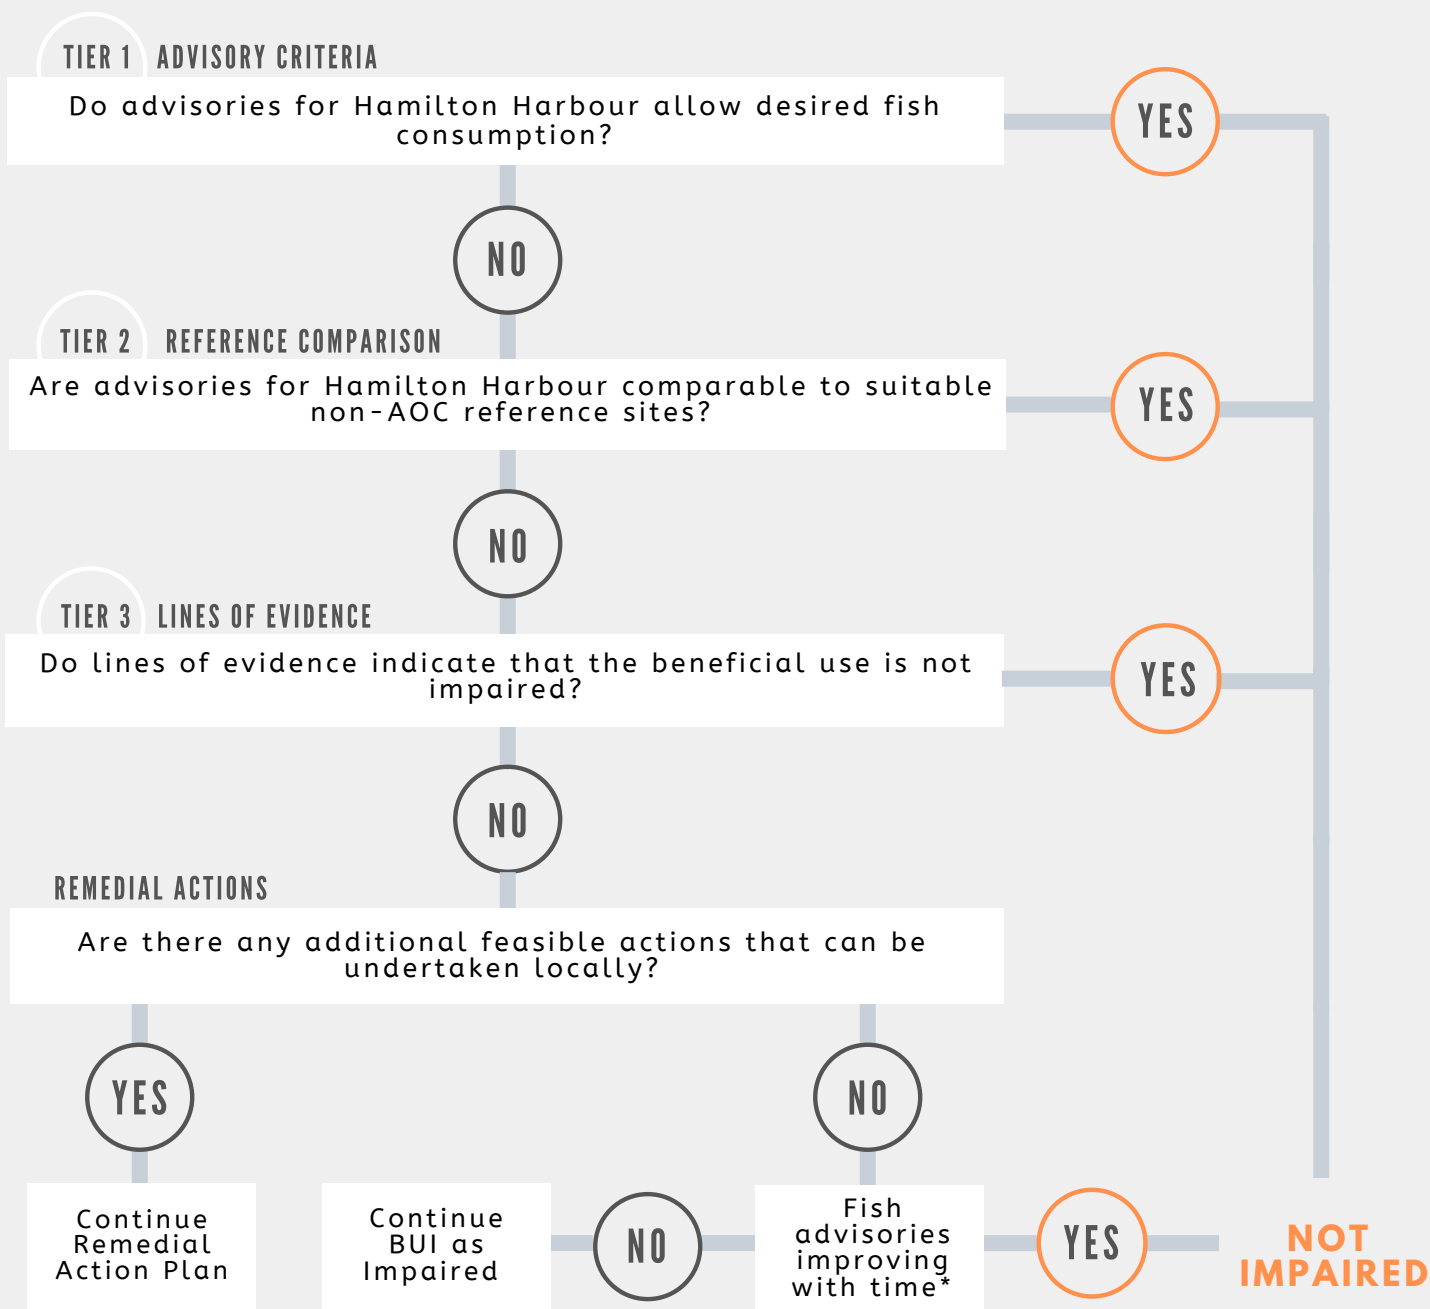 TIER 1 ADVISORY CRITERIA
Do advisories for Hamilton Harbour allow desired fish
consumption?
YES
NO
TIER 2 REFERENCE COMPARISON
Are advisories for Hamilton Harbour comparable to suitable
non-AOC reference sites?
YES
NO
TIER 3 LINES OF EVIDENCE
Do lines of evidence indicate that the beneficial use is not
impaired?
YES
NO
REMEDIAL ACTIONS
Are there any additional feasible actions that can be
undertaken locally?
YES
NO
Continue
Remedial
Action Plan
Continue
BUI as
Impaired
NO
Fish
advisories
improving
with time*
YES
NOT
IMPAIRED